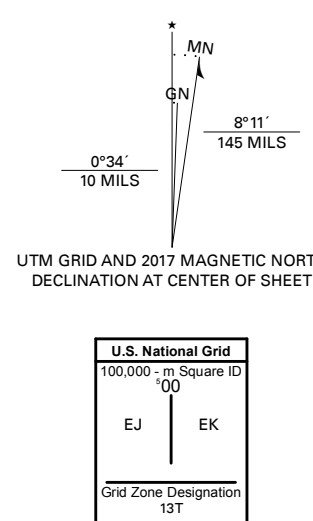 ★
MN
GN
8°11´
145 MILS
0°34´
10 MILS
UTM GRID AND 2017 MAGNETIC NORT
DECLINATION AT CENTER OF SHEET
U.S. National Grid
100,000 - m Square ID
⁵00
EJ EK
Grid Zone Designation
13T